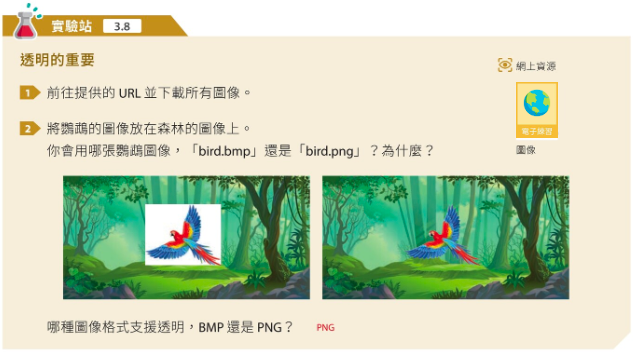 實驗站 3.8
透明的重要
網上資源
1 前往提供的 URL 並下載所有圖像。
電子練習
圖像
2 將鸚鵡的圖像放在森林的圖像上。
你會用哪張鸚鵡圖像，「bird.bmp」還是「bird.png」？為什麼？
哪種圖像格式支援透明，BMP 還是 PNG？ PNG